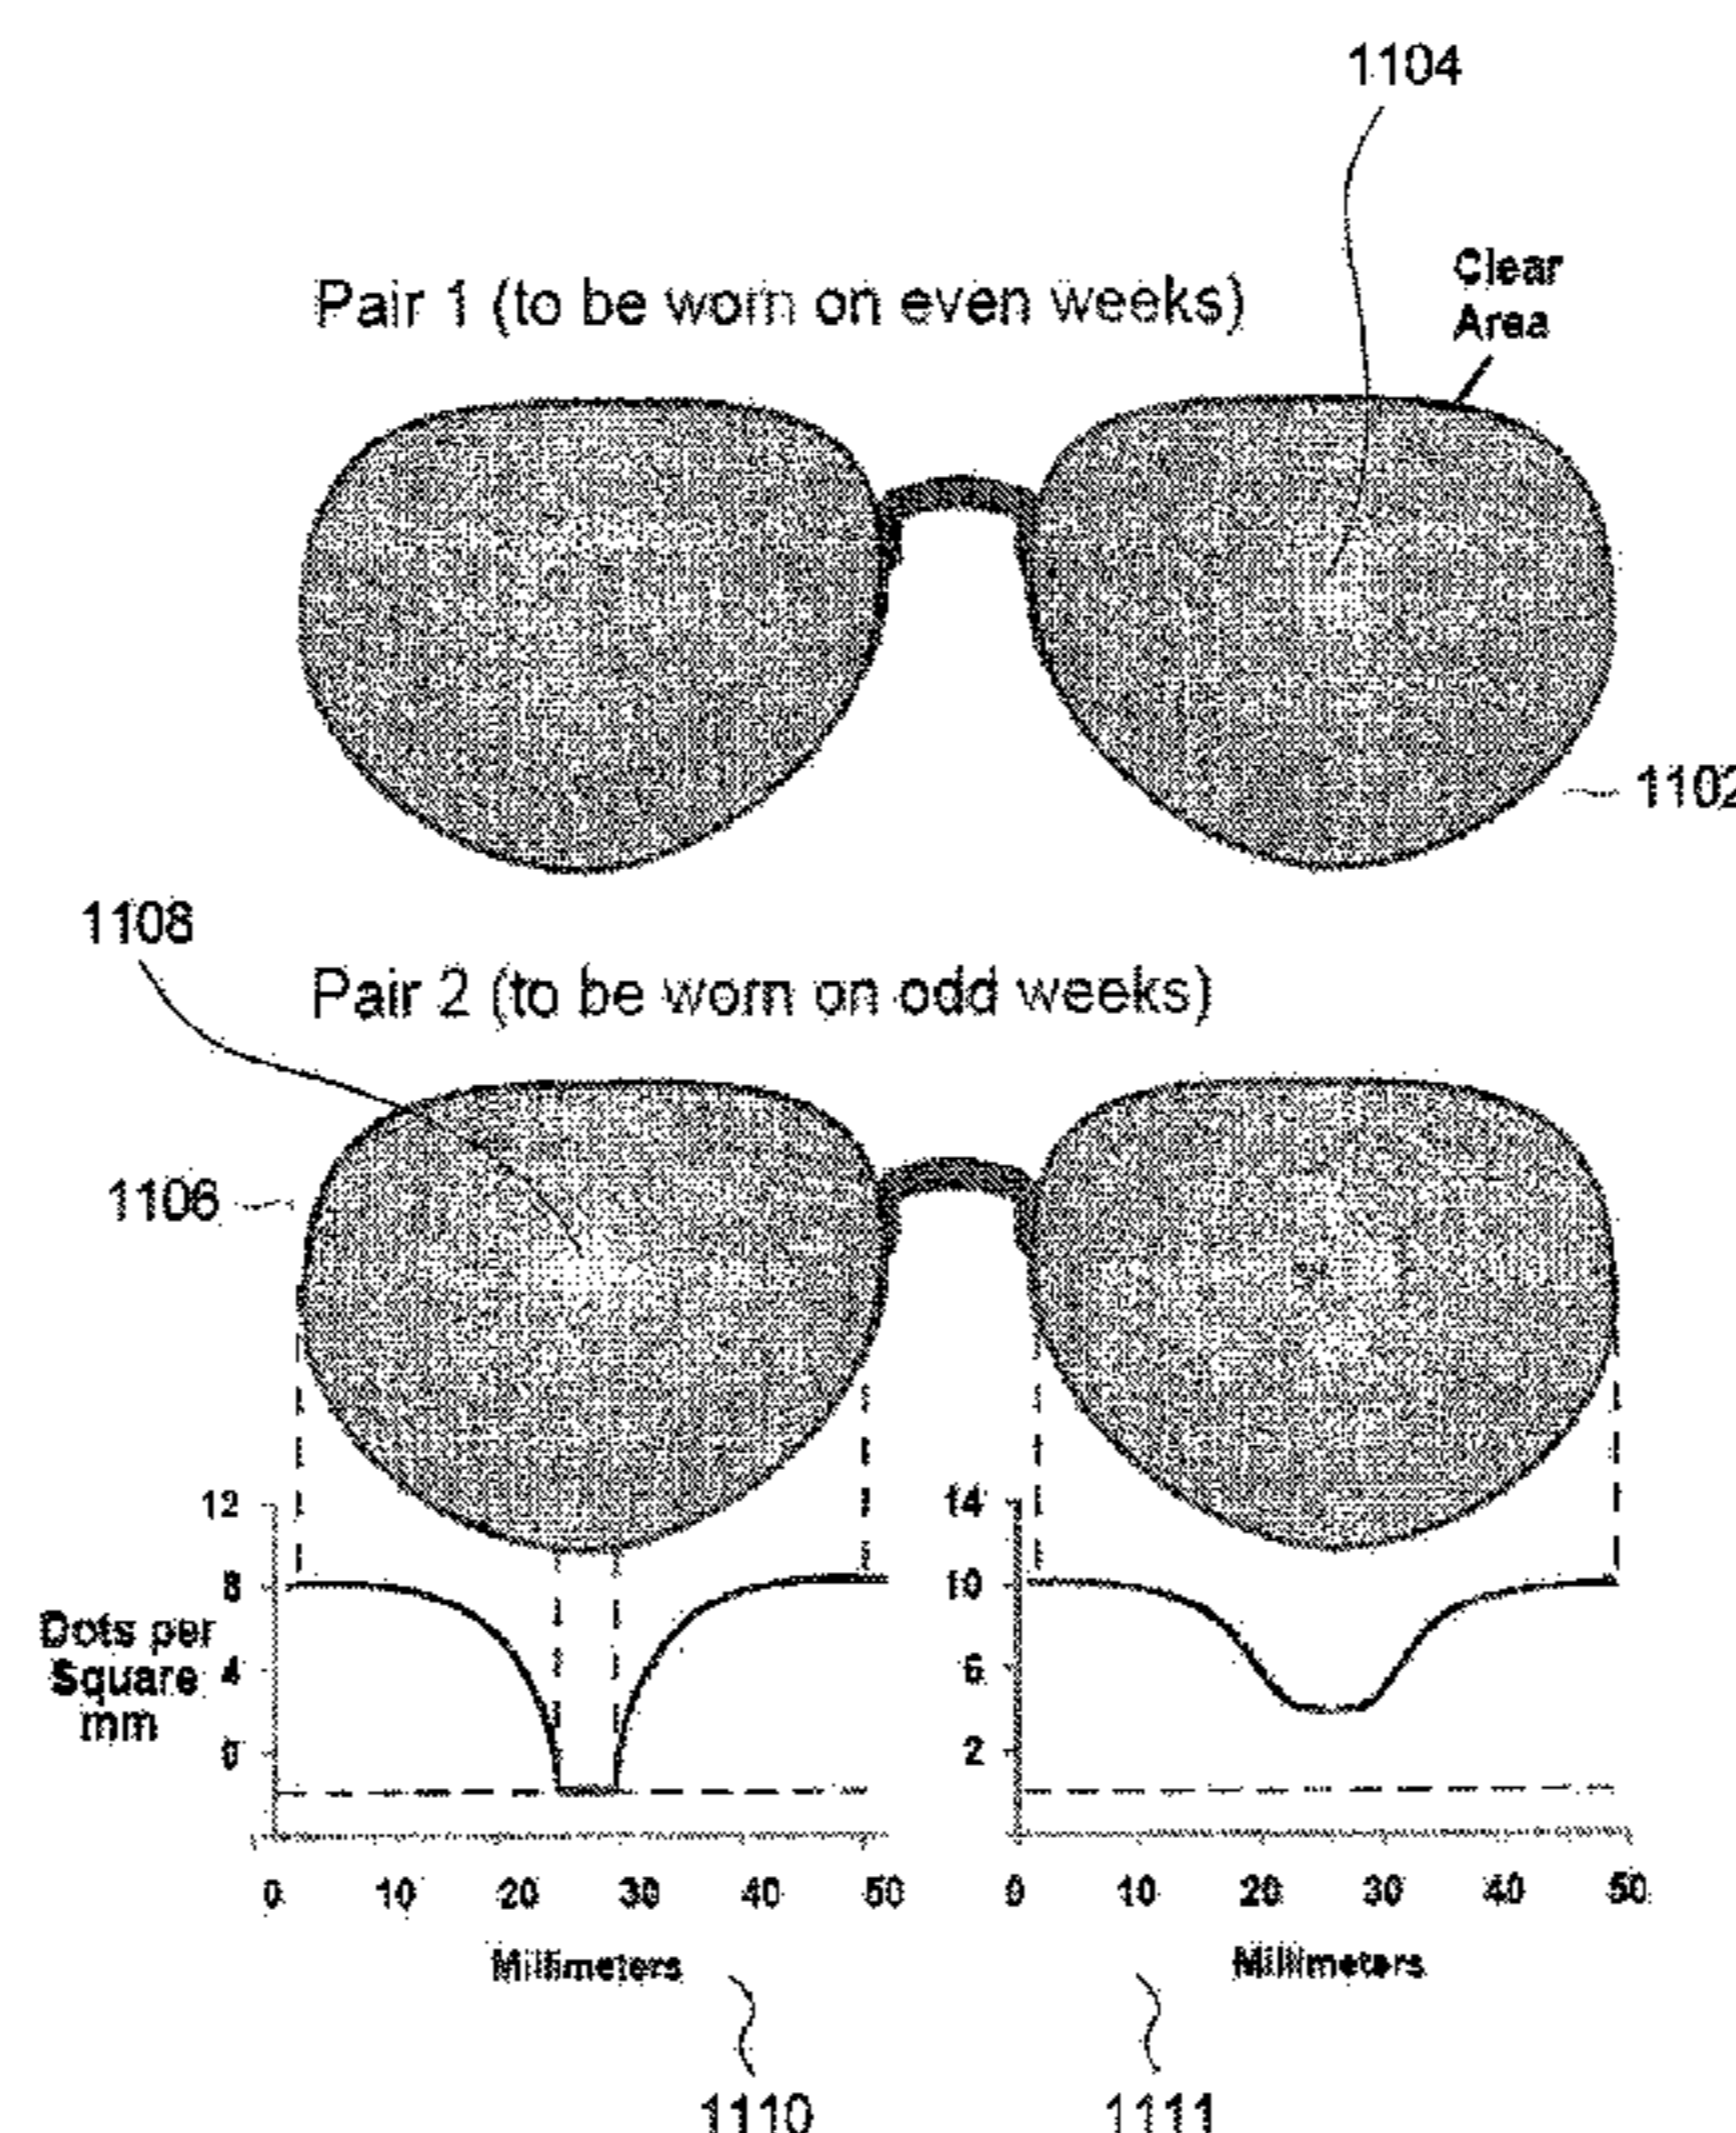 1104
Clear
Area
Pair 1 (to be worn on even weeks)
1102
1108
Pair 2 (to be worn on odd weeks)
1106
12
8
4
0
Dots per
Square
mm
14
10
6
2
0 10 20 30 40 50
0 10 20 30 40 50
Millimeters
Millimeters
1110
1111